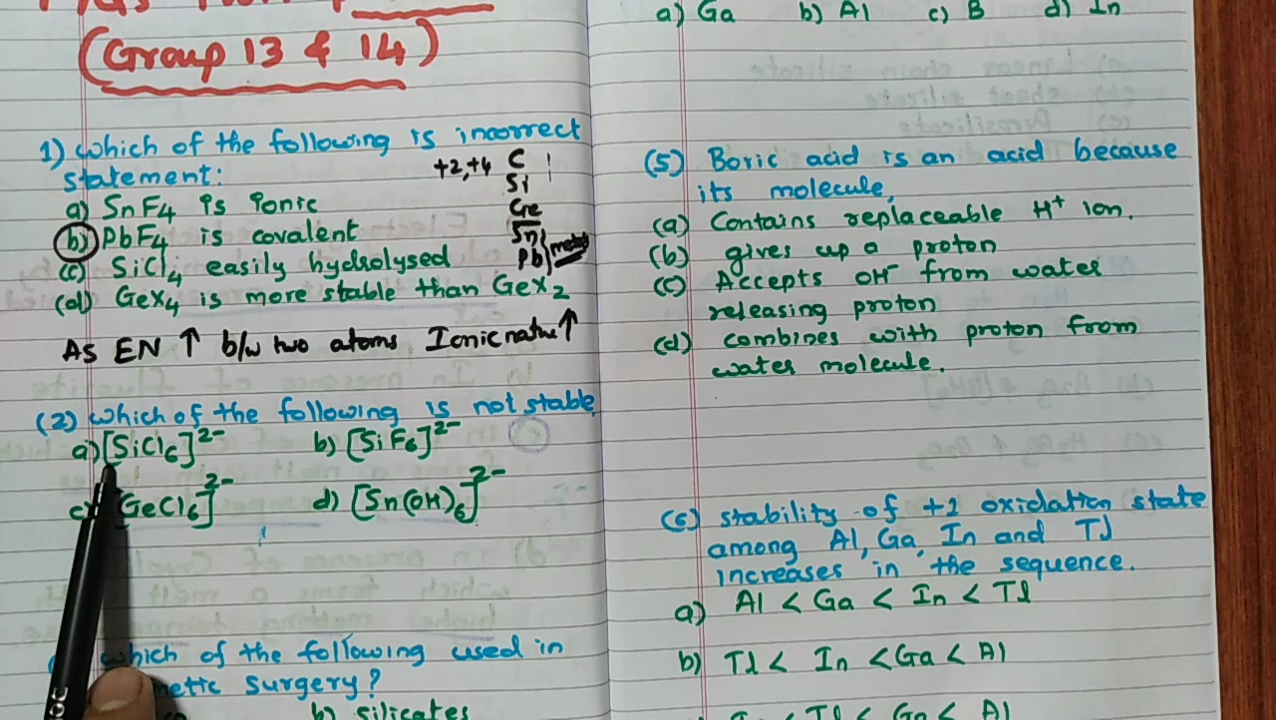 (Group 13 & 14)
1) which of the following is incorrect
statement:
a) SnF4 is ionic
b) PbF4 is covalent
(c) SiCl4 easily hydrolysed
(d) GeX4 is more stable than GeX2
+2,+4 C
Si
Ge
Sn
Pb
As EN ↑ b/w two atoms Ionic nature ↑
(2) which of the following is not stable
a) [SiCl6]2- b) [SiF6]2-
c) [GeCl6]2- d) [Sn(OH)6]2-
which of the following used in
surgery?
b) silicates
a) Ga b) Al c) B d) In
(5) Boric acid is an acid because
its molecule,
(a) Contains replaceable H+ ion.
(b) gives up a proton
(c) Accepts OH- from water
releasing proton
(d) combines with proton from
water molecule.
(6) stability of +1 oxidation state
among Al, Ga, In and Tl
increases in the sequence.
a) Al < Ga < In < Tl
b) Tl < In < Ga < Al
In < Tl < Ga < Al